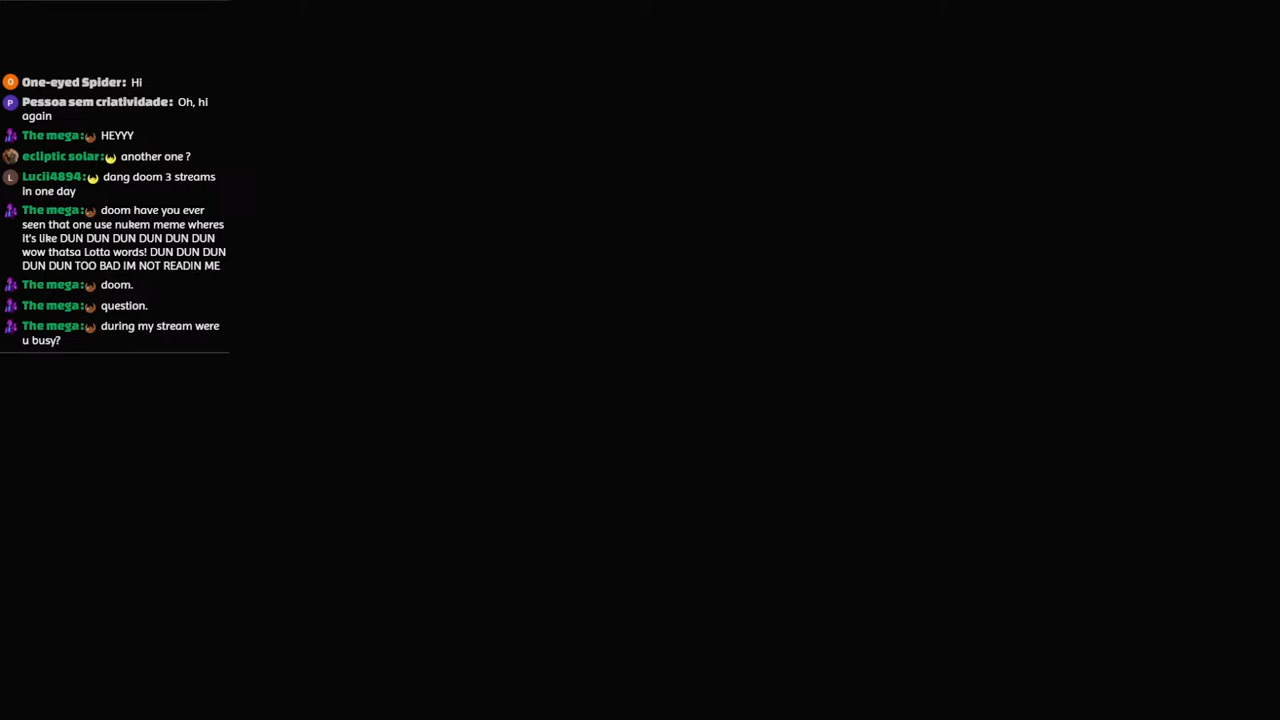 O One-eyed Spider: Hi
P Pessoa sem criatividade: Oh, hi
again
The mega: HEYYY
ecliptic solar: another one ?
L Lucii4894: dang doom 3 streams
in one day
The mega: doom have you ever
seen that one use nukem meme wheres
it's like DUN DUN DUN DUN DUN DUN
wow thatsa Lotta words! DUN DUN DUN
DUN DUN TOO BAD IM NOT READIN ME
The mega: doom.
The mega: question.
The mega: during my stream were
u busy?